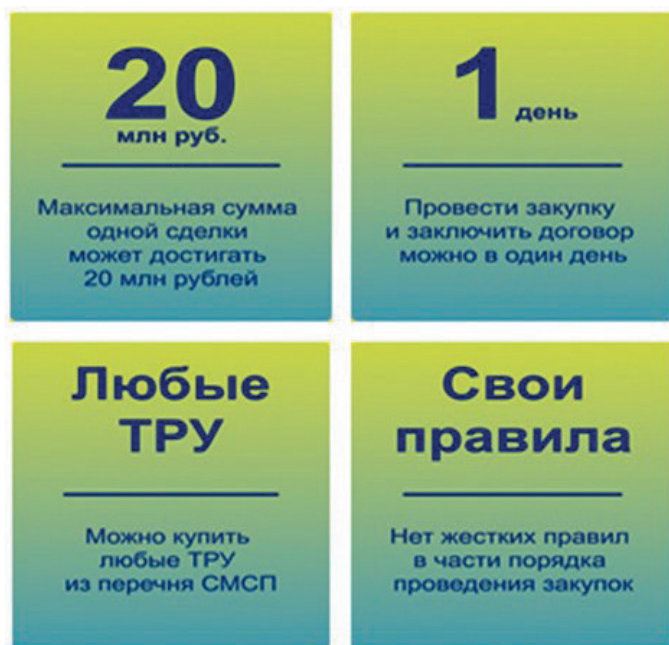 20
млн руб.
Максимальная сумма
одной сделки
может достигать
20 млн рублей
1 день
Провести закупку
и заключить договор
можно в один день
Любые
ТРУ
Можно купить
любые ТРУ
из перечня СМСП
Свои
правила
Нет жестких правил
в части порядка
проведения закупок